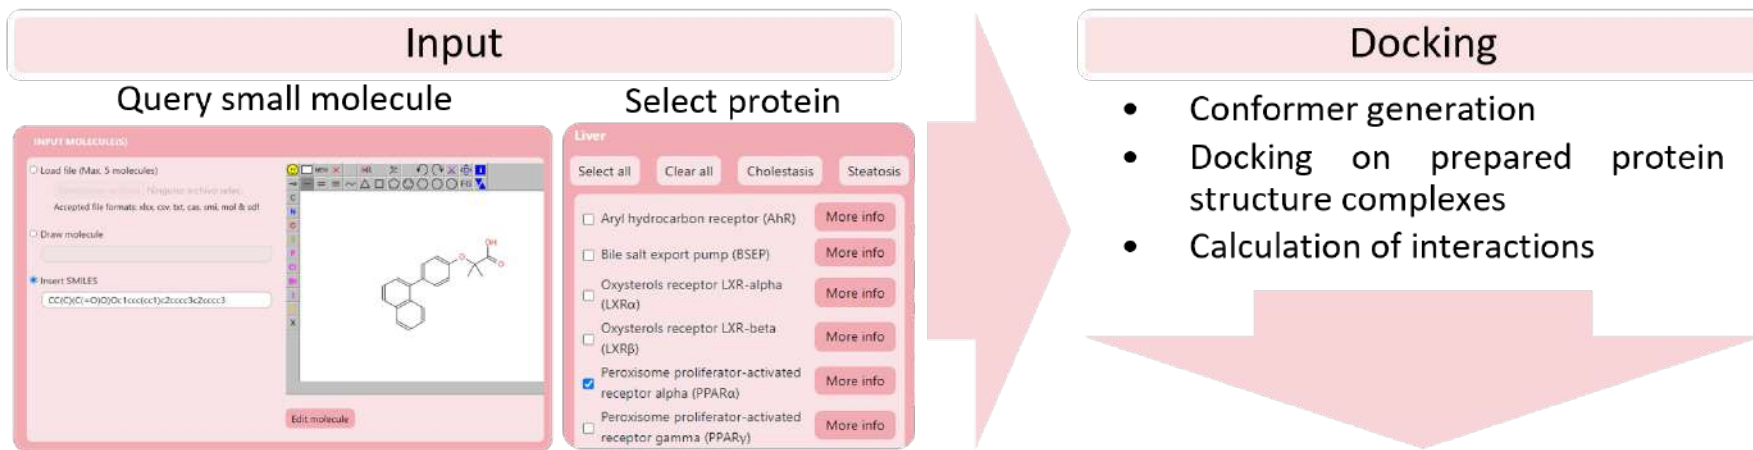 Input
Query small molecule
Select protein
INPUT MOLECULE(S)
Load file (Max. 5 molecules)
Ningún archivo selec.
Accepted file formats: xlsx, csv, txt, cas, smi, mol & sdf
Draw molecule
Insert SMILES
CC(C)(C(=O)O)Oc1ccc(cc1)c2cccc3c2cccc3
C
N
O
X
OH
O
O
Edit molecule
Liver
Select all
Clear all
Cholestasis
Steatosis
Aryl hydrocarbon receptor (AhR)
More info
Bile salt export pump (BSEP)
More info
Oxysterols receptor LXR-alpha
(LXRα)
More info
Oxysterols receptor LXR-beta
(LXRβ)
More info
Peroxisome proliferator-activated
receptor alpha (PPARα)
More info
Peroxisome proliferator-activated
receptor gamma (PPARγ)
More info
Docking
• Conformer generation
• Docking on prepared protein
structure complexes
• Calculation of interactions